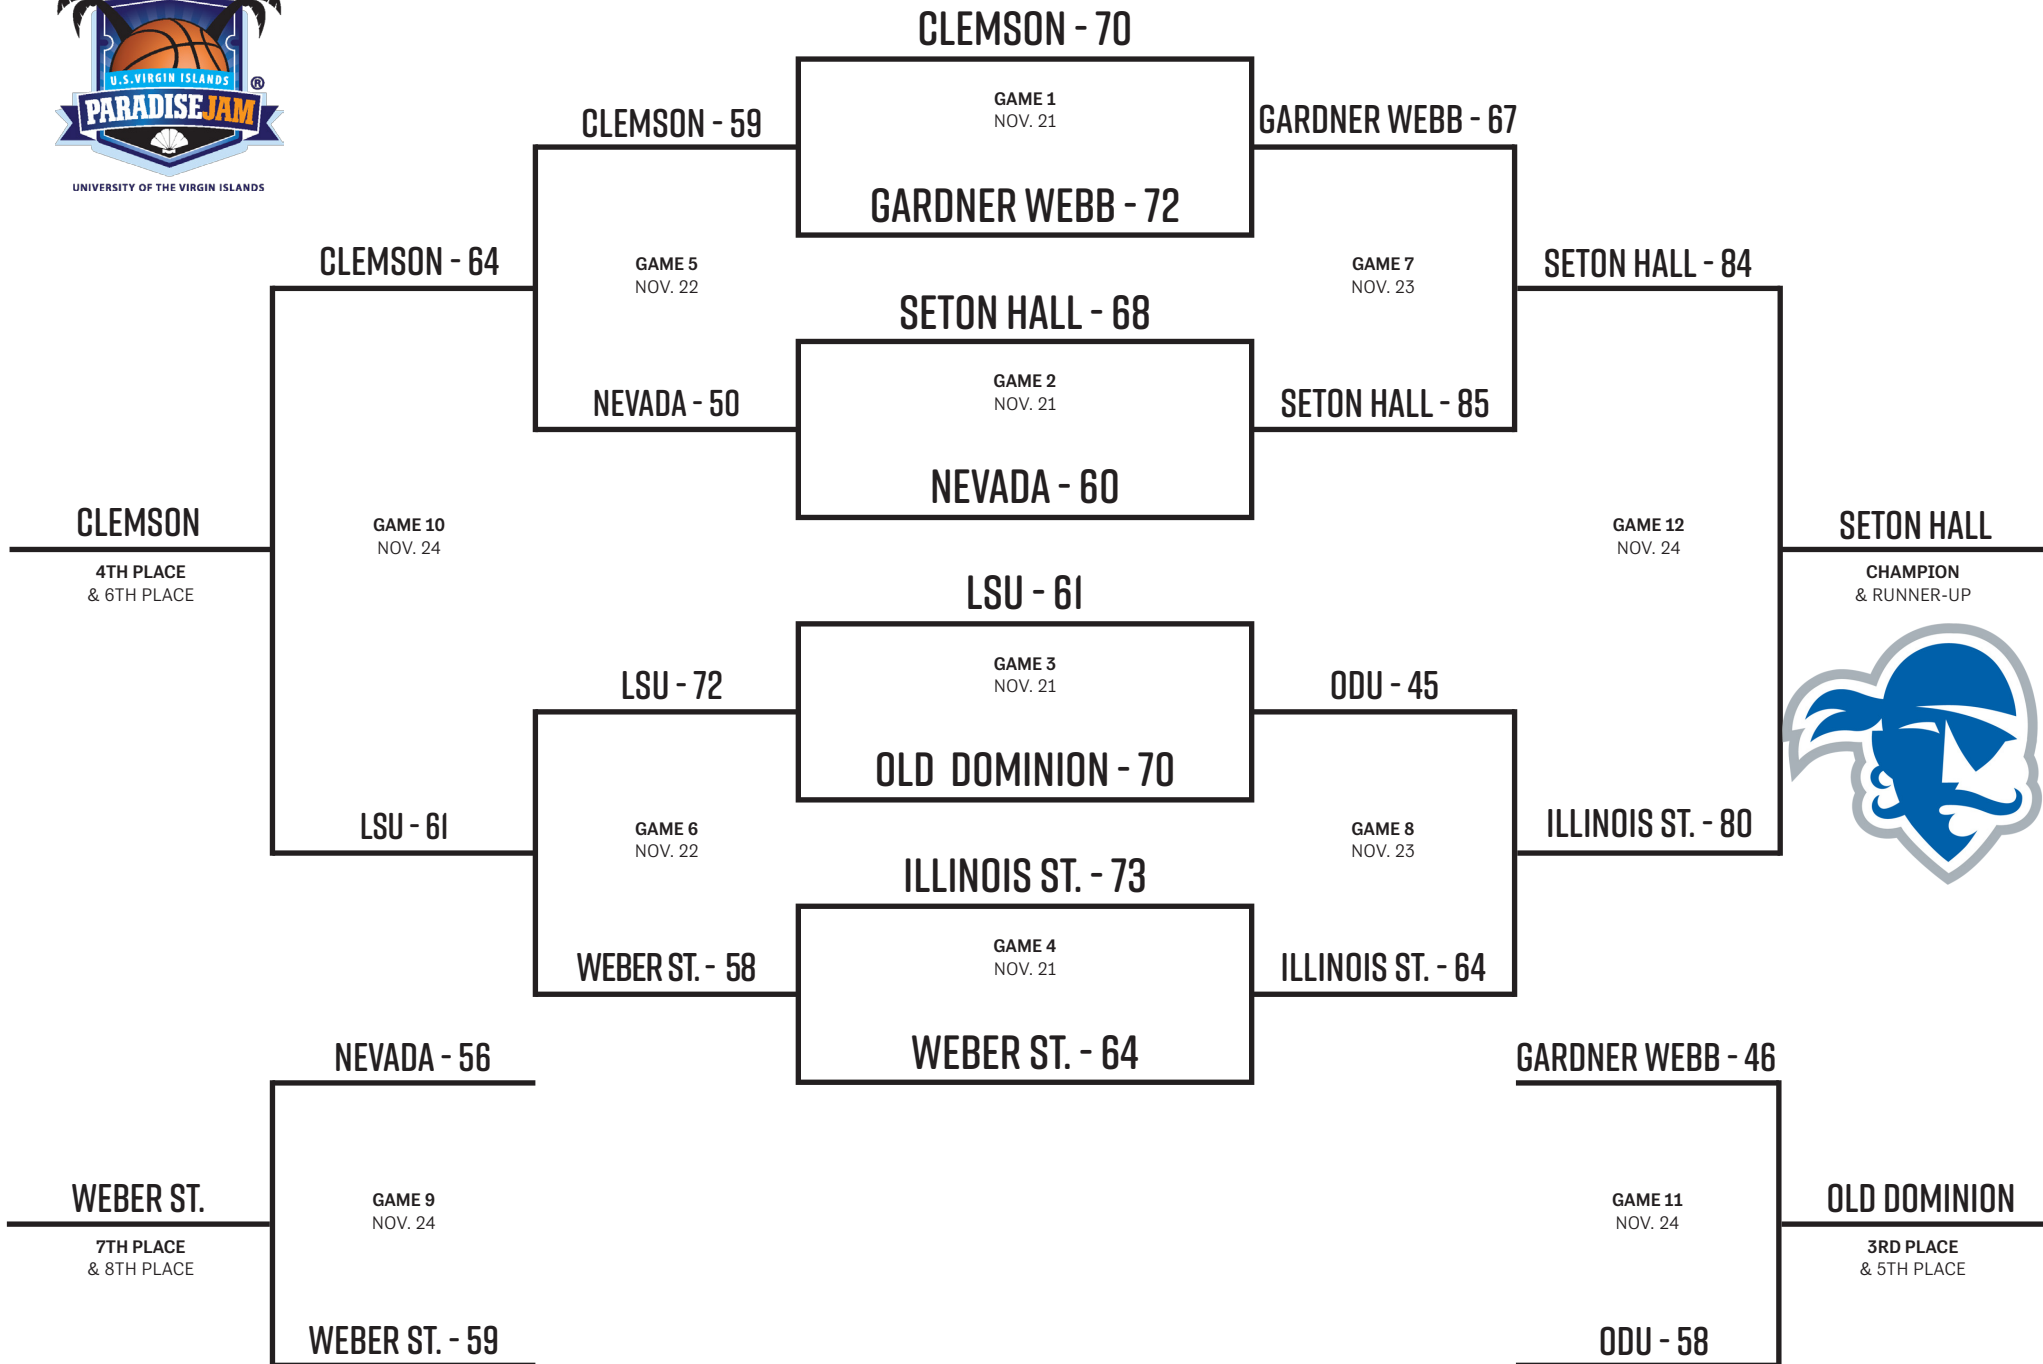 U.S.VIRGIN ISLANDS
®
PARADISE JAM
UNIVERSITY OF THE VIRGIN ISLANDS
CLEMSON - 70
GAME 1
NOV. 21
GARDNER WEBB - 72
SETON HALL - 68
GAME 2
NOV. 21
NEVADA - 60
LSU - 61
GAME 3
NOV. 21
OLD DOMINION - 70
ILLINOIS ST. - 73
GAME 4
NOV. 21
WEBER ST. - 64
CLEMSON - 59
GAME 5
NOV. 22
NEVADA - 50
LSU - 72
GAME 6
NOV. 22
WEBER ST. - 58
GARDNER WEBB - 67
GAME 7
NOV. 23
SETON HALL - 85
ODU - 45
GAME 8
NOV. 23
ILLINOIS ST. - 64
NEVADA - 56
GAME 9
NOV. 24
WEBER ST. - 59
WEBER ST.
7TH PLACE
& 8TH PLACE
CLEMSON - 64
GAME 10
NOV. 24
LSU - 61
CLEMSON
4TH PLACE
& 6TH PLACE
GARDNER WEBB - 46
GAME 11
NOV. 24
ODU - 58
OLD DOMINION
3RD PLACE
& 5TH PLACE
SETON HALL - 84
GAME 12
NOV. 24
ILLINOIS ST. - 80
SETON HALL
CHAMPION
& RUNNER-UP